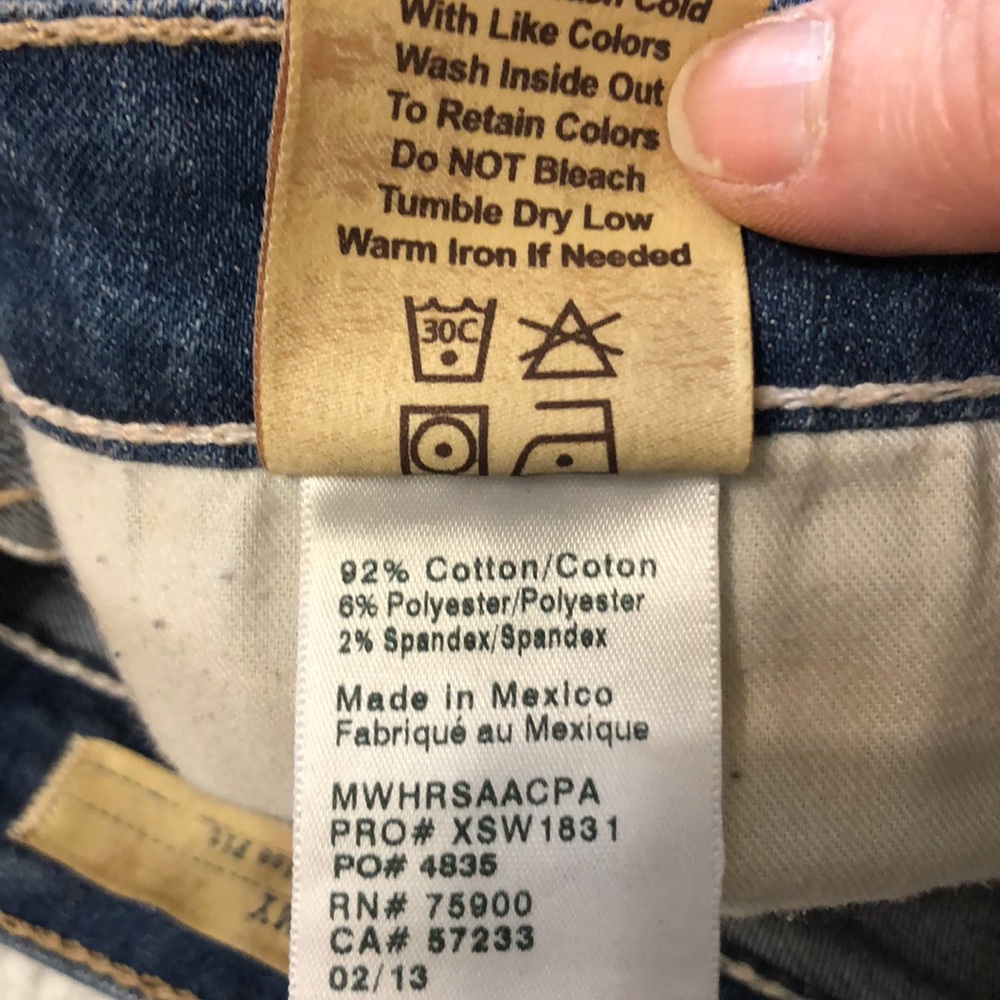 Cold
With Like Colors
Wash Inside Out
To Retain Colors
Do NOT Bleach
Tumble Dry Low
Warm Iron If Needed
30C
92% Cotton/Coton
6% Polyester/Polyester
2% Spandex/Spandex
Made in Mexico
Fabriqué au Mexique
MWHRSAACPA
PRO# XSW1831
PO# 4835
RN# 75900
CA# 57233
02/13